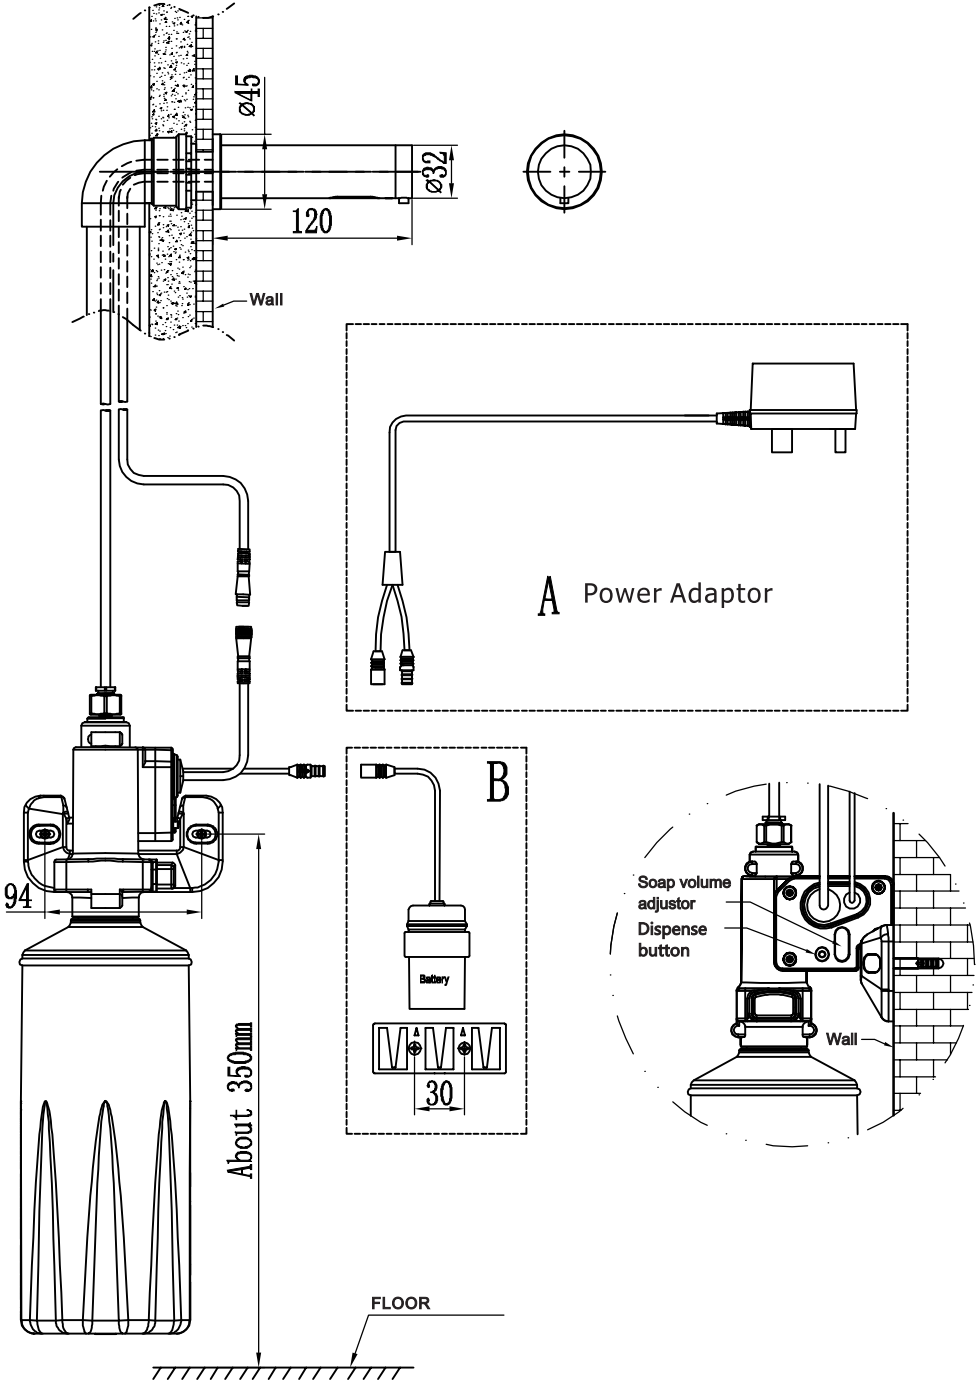 ø45
ø32
120
Wall
A Power Adaptor
B
Soap volume
adjustor
Dispense
button
94
Battery
About 350mm
Wall
30
FLOOR